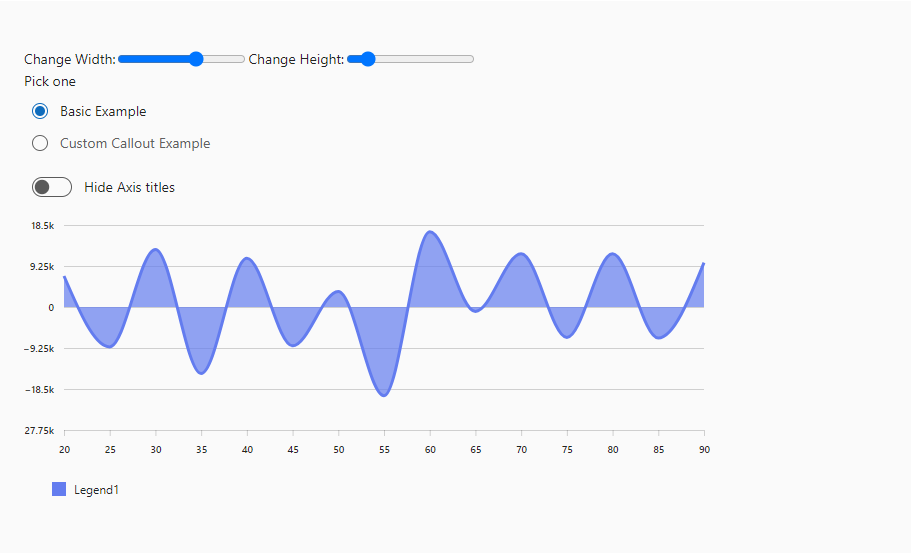 Change Width: Change Height:
Pick one
Basic Example
Custom Callout Example
Hide Axis titles
18.5k
9.25k
0
−9.25k
−18.5k
27.75k
20 25 30 35 40 45 50 55 60 65 70 75 80 85 90
Legend1